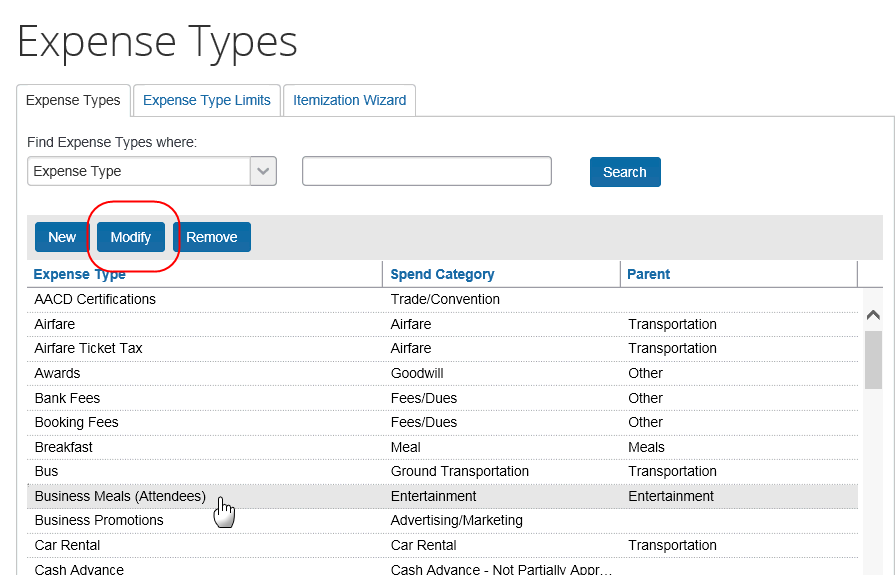 Expense Types
Expense Types Expense Type Limits Itemization Wizard
Find Expense Types where:
Expense Type Search
New Modify Remove
Expense Type Spend Category Parent
AACD Certifications Trade/Convention
Airfare Airfare Transportation
Airfare Ticket Tax Airfare Transportation
Awards Goodwill Other
Bank Fees Fees/Dues Other
Booking Fees Fees/Dues Other
Breakfast Meal Meals
Bus Ground Transportation Transportation
Business Meals (Attendees) Entertainment Entertainment
Business Promotions Advertising/Marketing
Car Rental Car Rental Transportation
Cash Advance Cash Advance - Not Partially Appr...